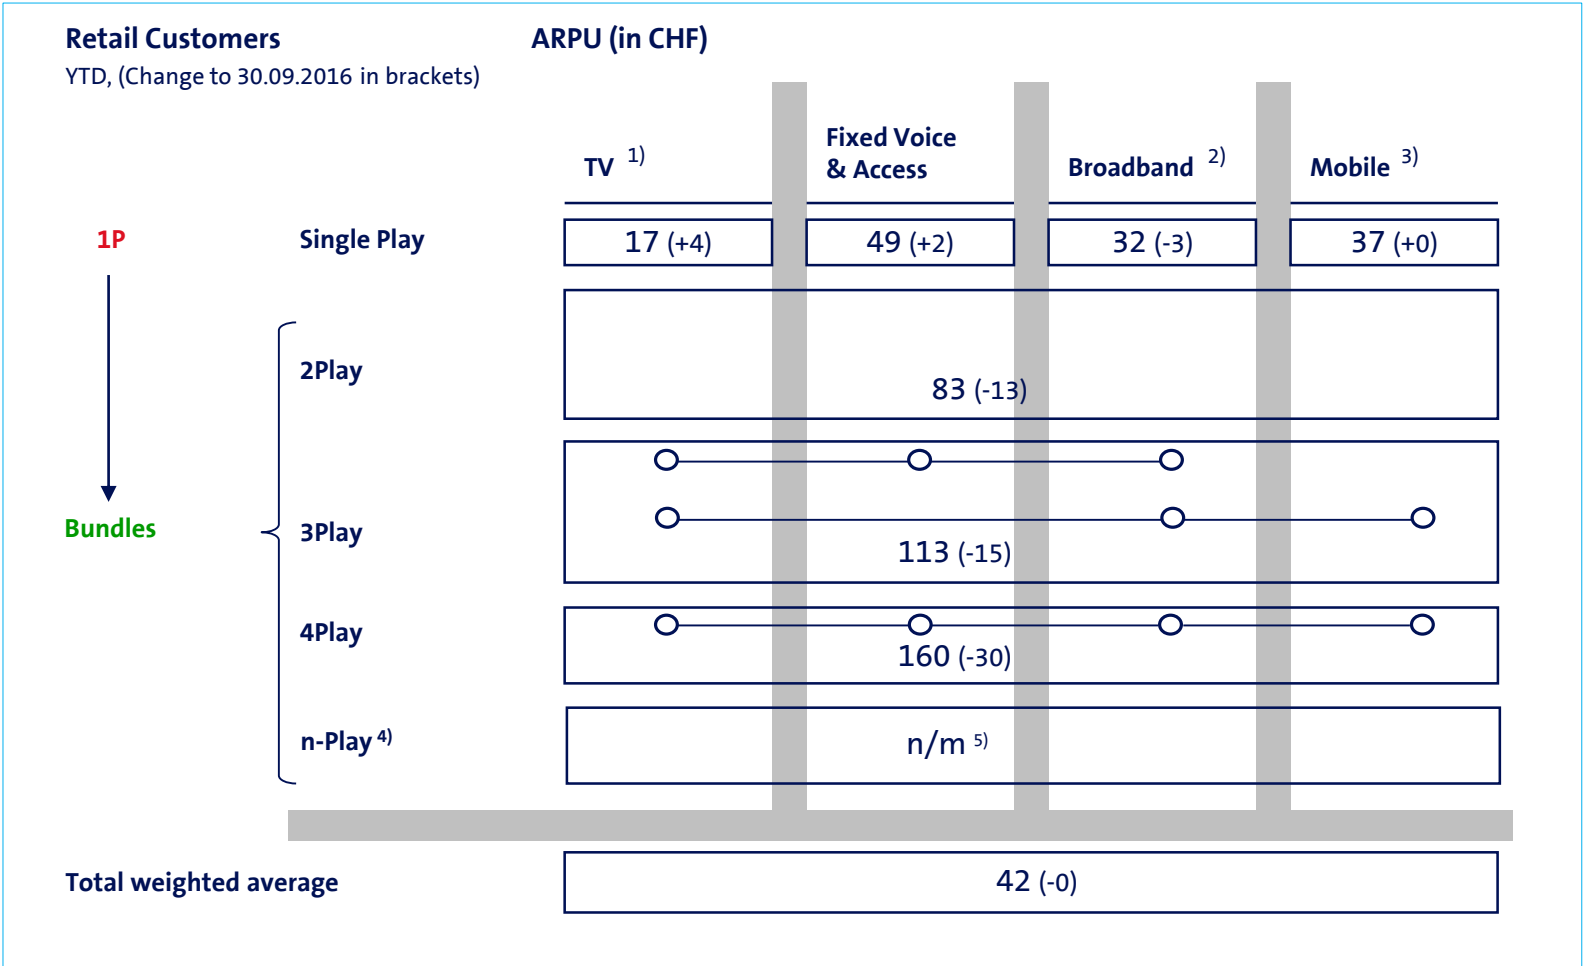 Retail Customers
ARPU (in CHF)
YTD, (Change to 30.09.2016 in brackets)
TV 1)
Fixed Voice
& Access
Broadband 2)
Mobile 3)
1P
Single Play
17 (+4)
49 (+2)
32 (-3)
37 (+0)
2Play
83 (-13)
Bundles
3Play
113 (-15)
4Play
160 (-30)
n-Play 4)
n/m 5)
Total weighted average
42 (-0)